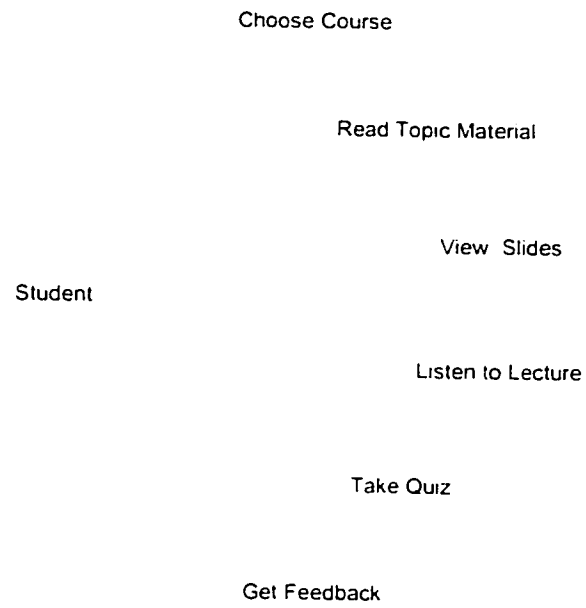 Choose Course
Read Topic Material
View Slides
Student
Listen to Lecture
Take Quiz
Get Feedback